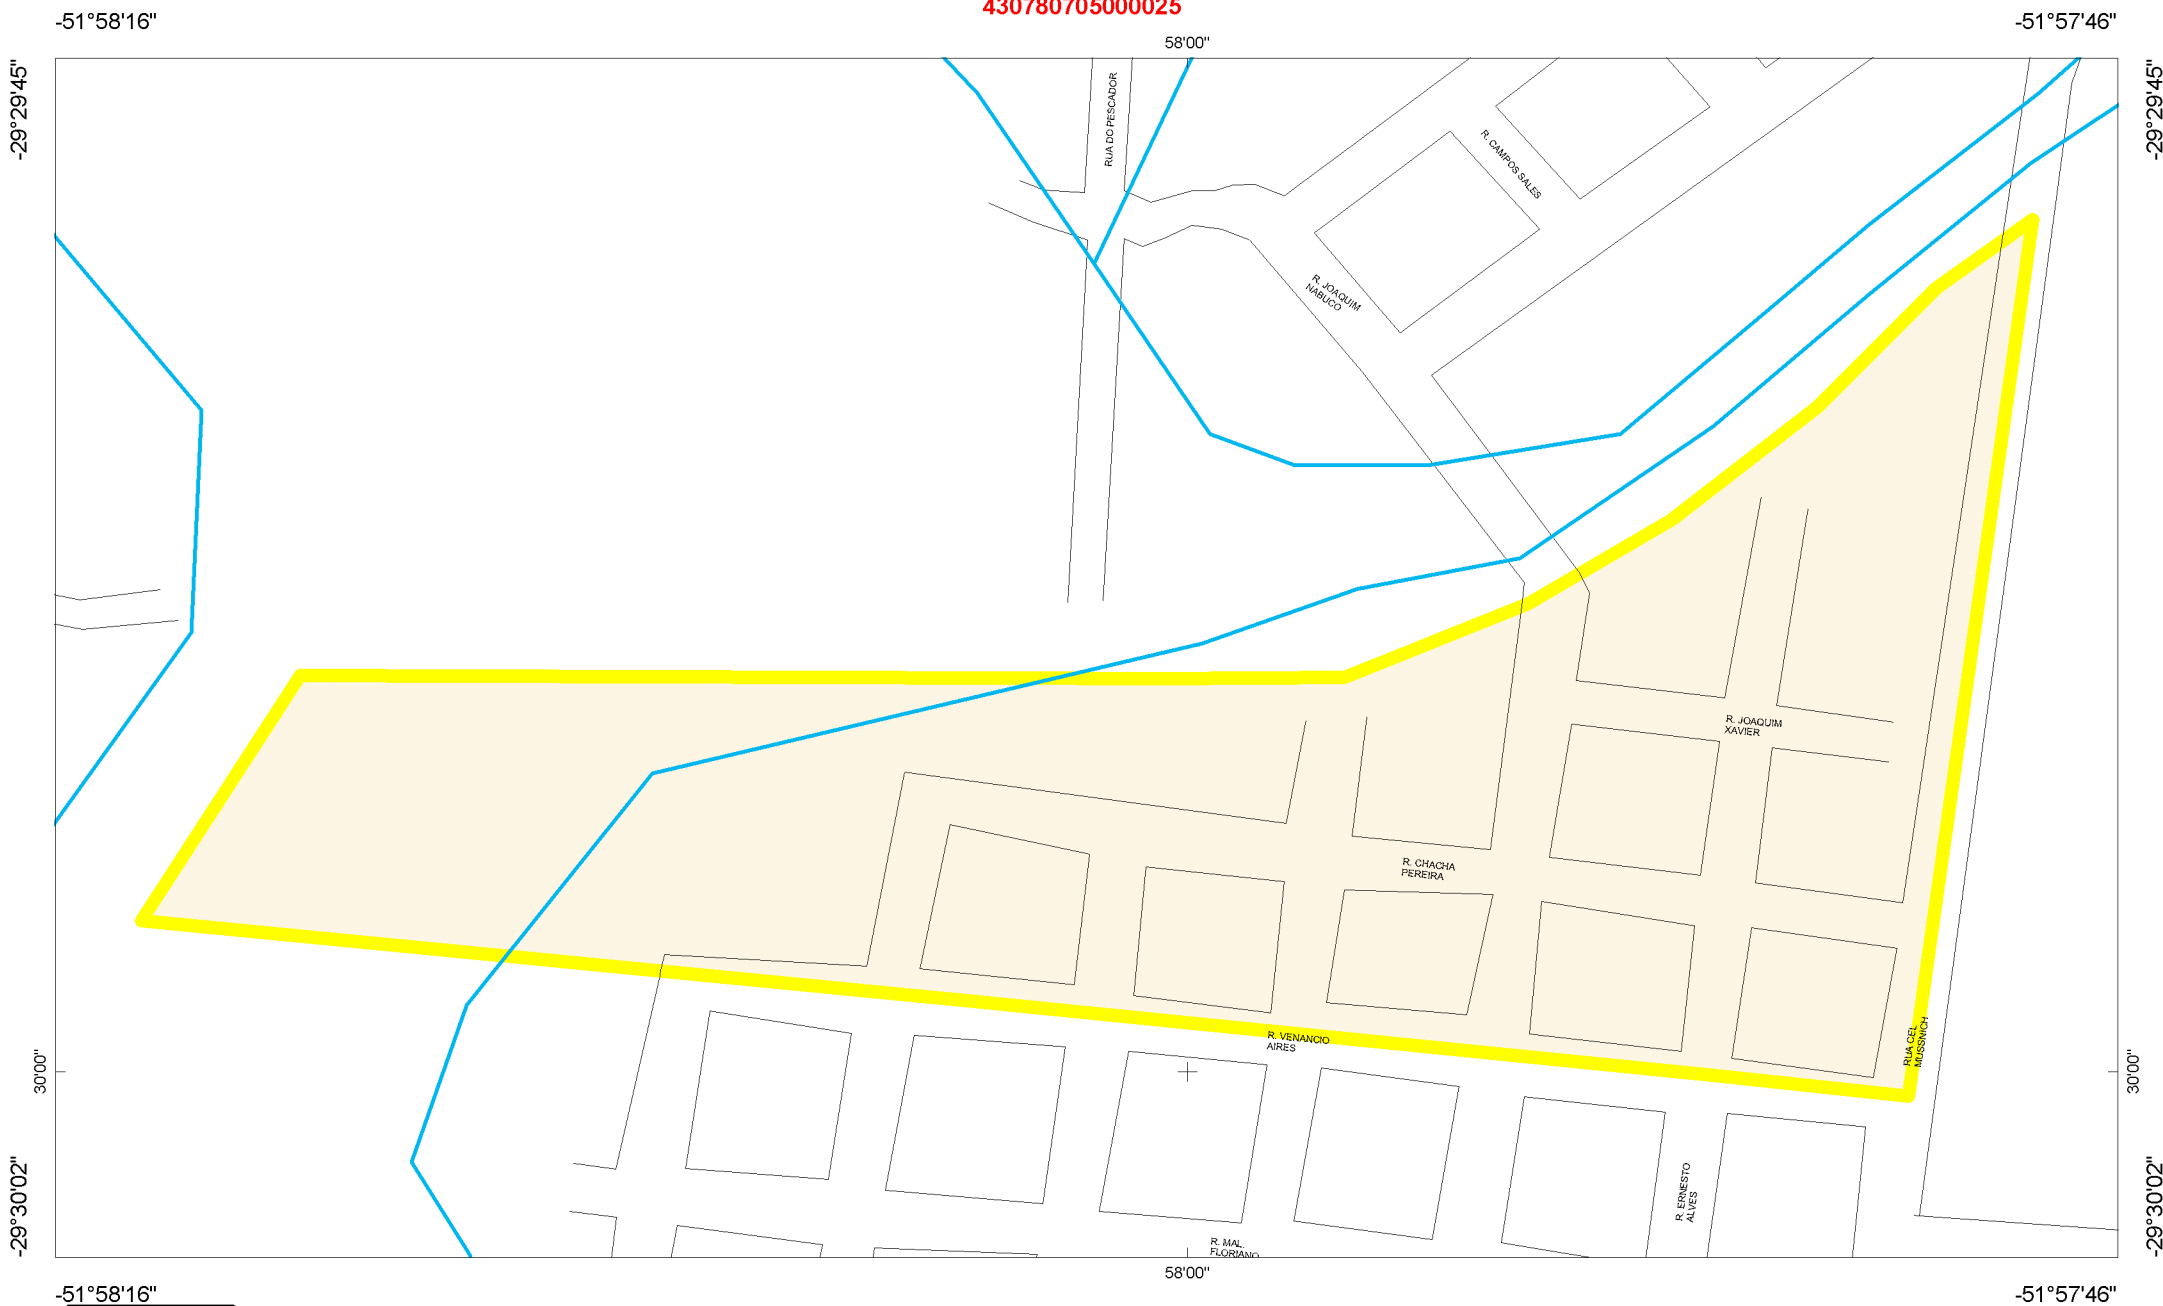 430780705000025
-51°58'16"
-51°57'46"
58'00"
-29°29'45"
-29°29'45"
RUA DO PESCADOR
R. CAMPOS SALES
R. JOAQUIM
NABUCO
R. JOAQUIM
XAVIER
R. CHACHA
PEREIRA
R. VENANCIO
AIRES
RUA CEL
MUSSNICH
30'00"
30'00"
R. ERNESTO
ALVES
R. MAL.
FLORIANO
-29°30'02"
-29°30'02"
58'00"
-51°58'16"
-51°57'46"